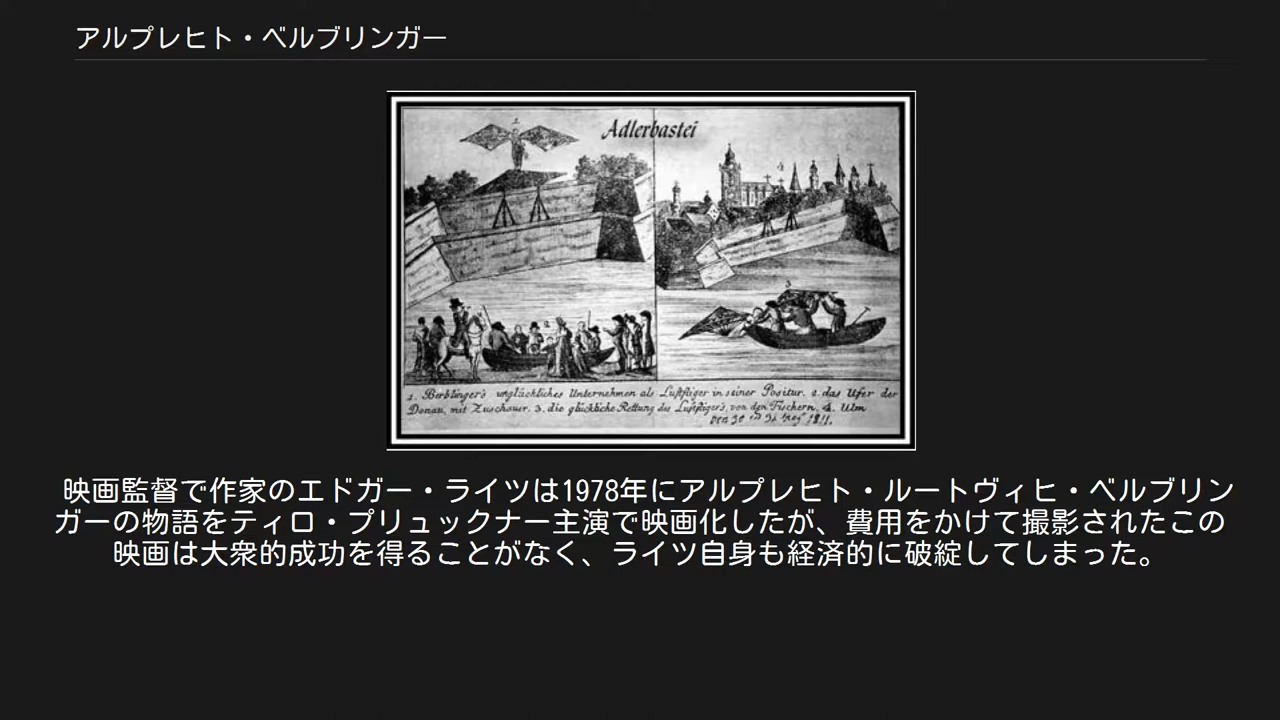 アルプレヒト・ベルブリンガー
Adlerbastei
1. Berblinger's unglückliches Unternehmen als Luftfliger in seiner Positur. 2. das Ufer der
Donau, mit Zuschauer. 3. die glückliche Rettung des Luftfliger's, von den Fischern. 4. Ulm
den 30 31 1811.
映画監督で作家のエドガー・ライツは1978年にアルプレヒト・ルートヴィヒ・ベルブリン
ガーの物語をティロ・プリュックナー主演で映画化したが、費用をかけて撮影されたこの
映画は大衆的成功を得ることがなく、ライツ自身も経済的に破綻してしまった。